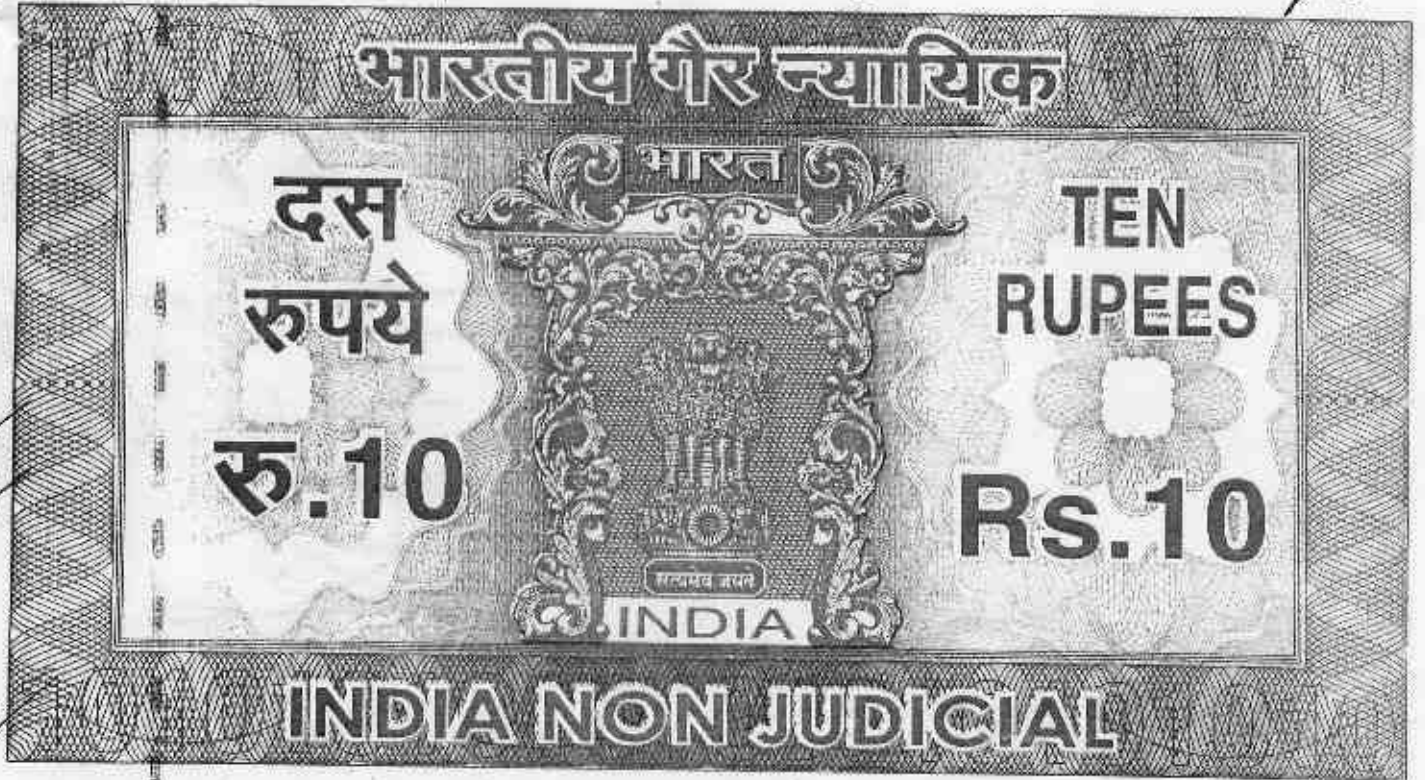 भारतीय गैर न्यायिक
भारत
दस
रुपये
रु.10
TEN
RUPEES
Rs.10
सत्यमेव जयते
INDIA
INDIA NON JUDICIAL